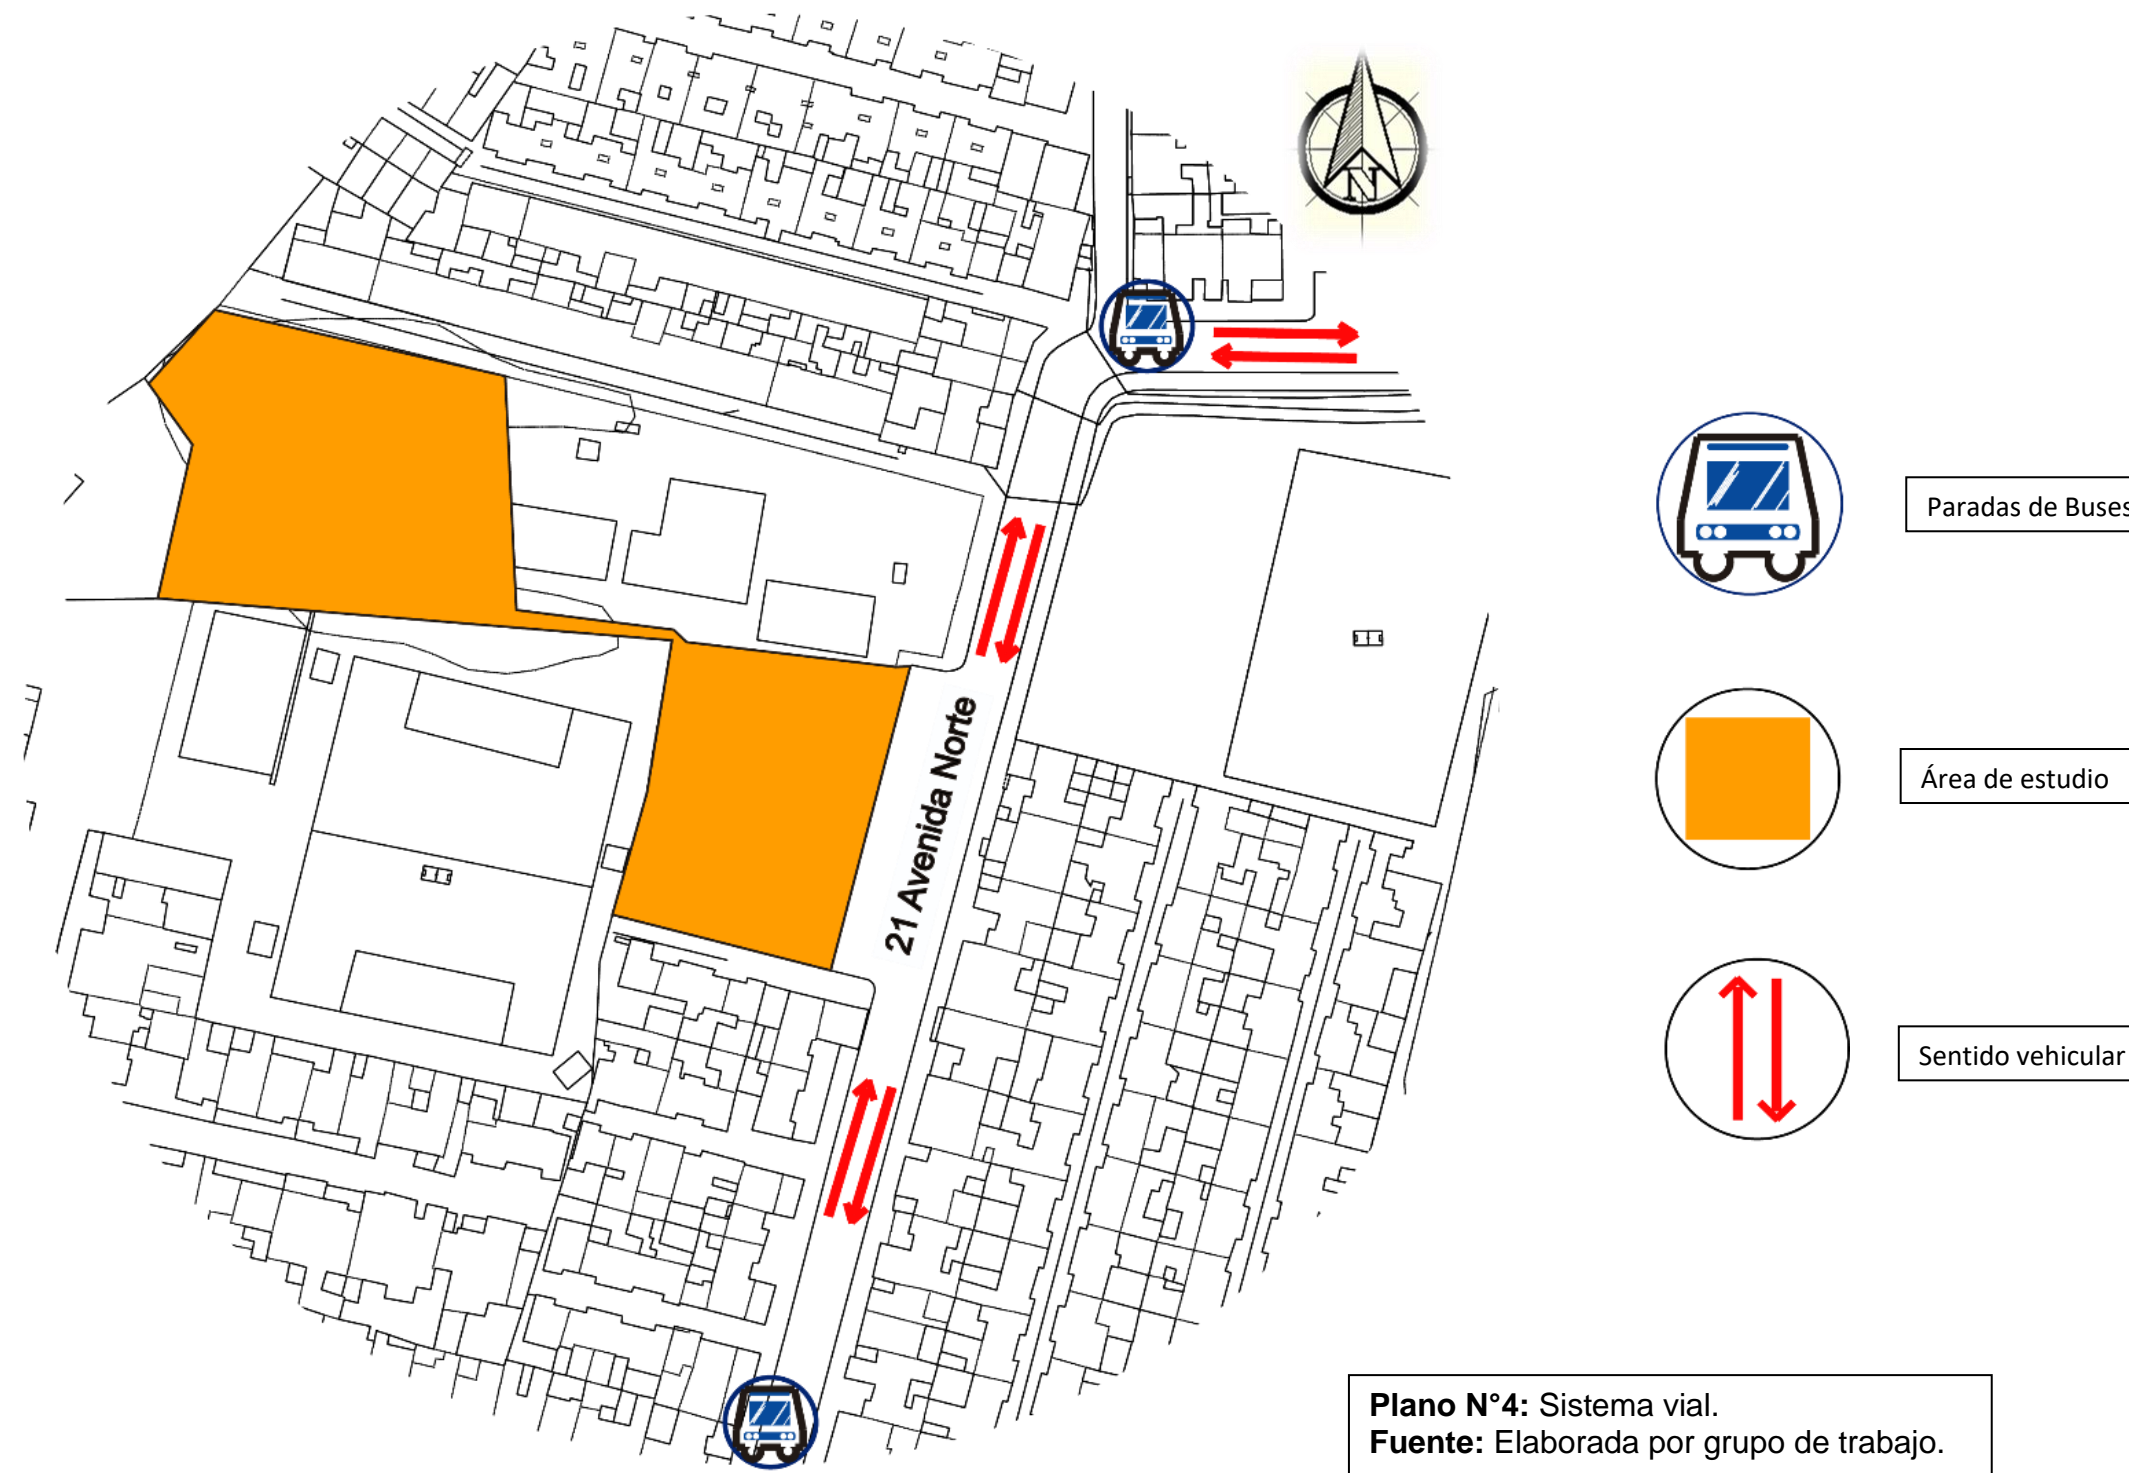 N
21 Avenida Norte
Paradas de Buses
Área de estudio
Sentido vehicular
Plano N°4: Sistema vial.
Fuente: Elaborada por grupo de trabajo.